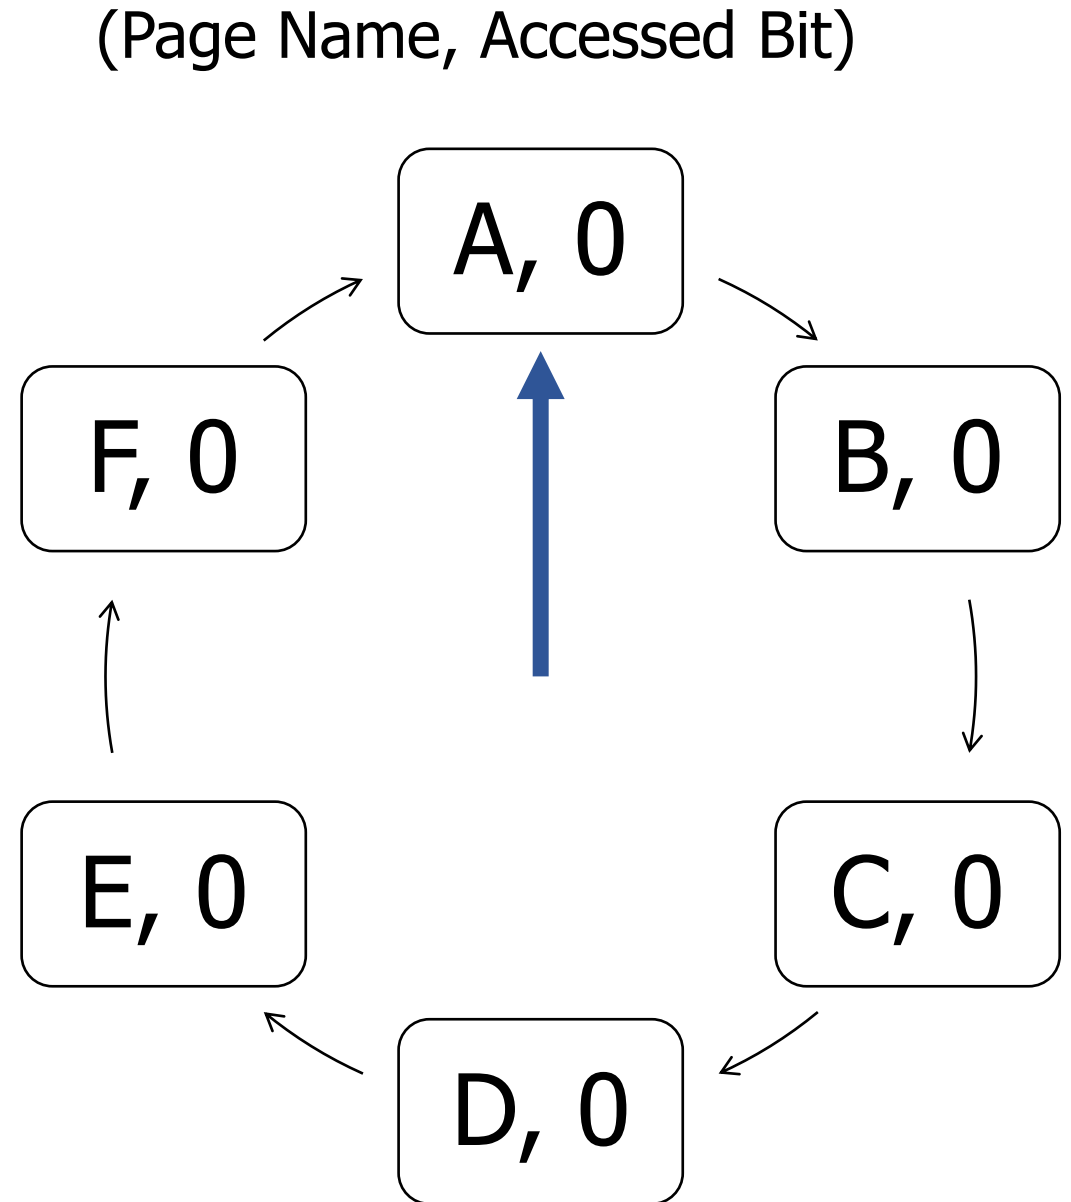 (Page Name, Accessed Bit)
A, 0
F, 0
B, 0
E, 0
C, 0
D, 0